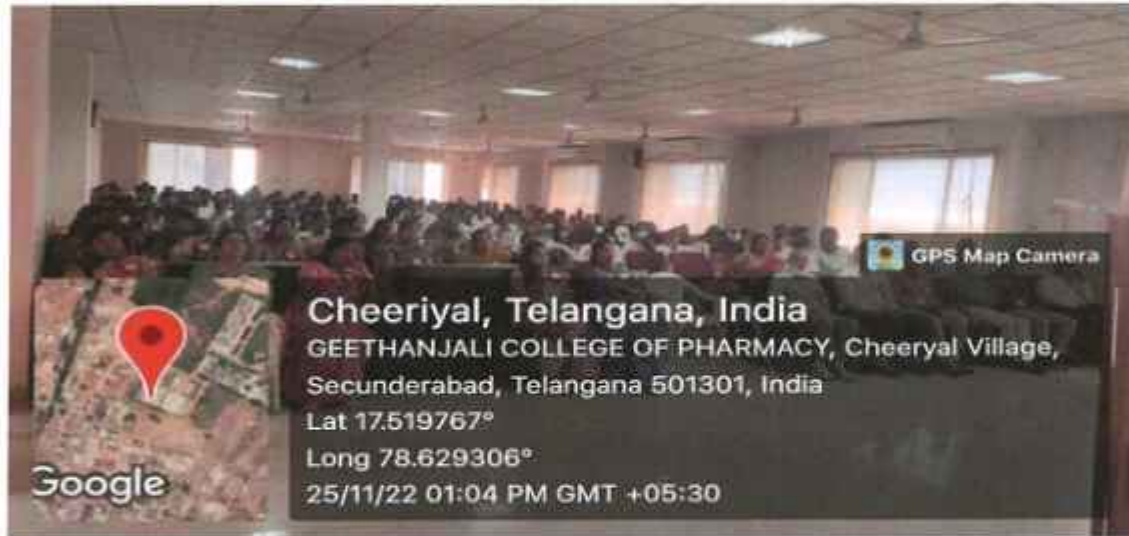 GPS Map Camera
Cheeriyal, Telangana, India
GEETHANJALI COLLEGE OF PHARMACY, Cheeryal Village,
Secunderabad, Telangana 501301, India
Lat 17.519767°
Long 78.629306°
25/11/22 01:04 PM GMT +05:30
Google